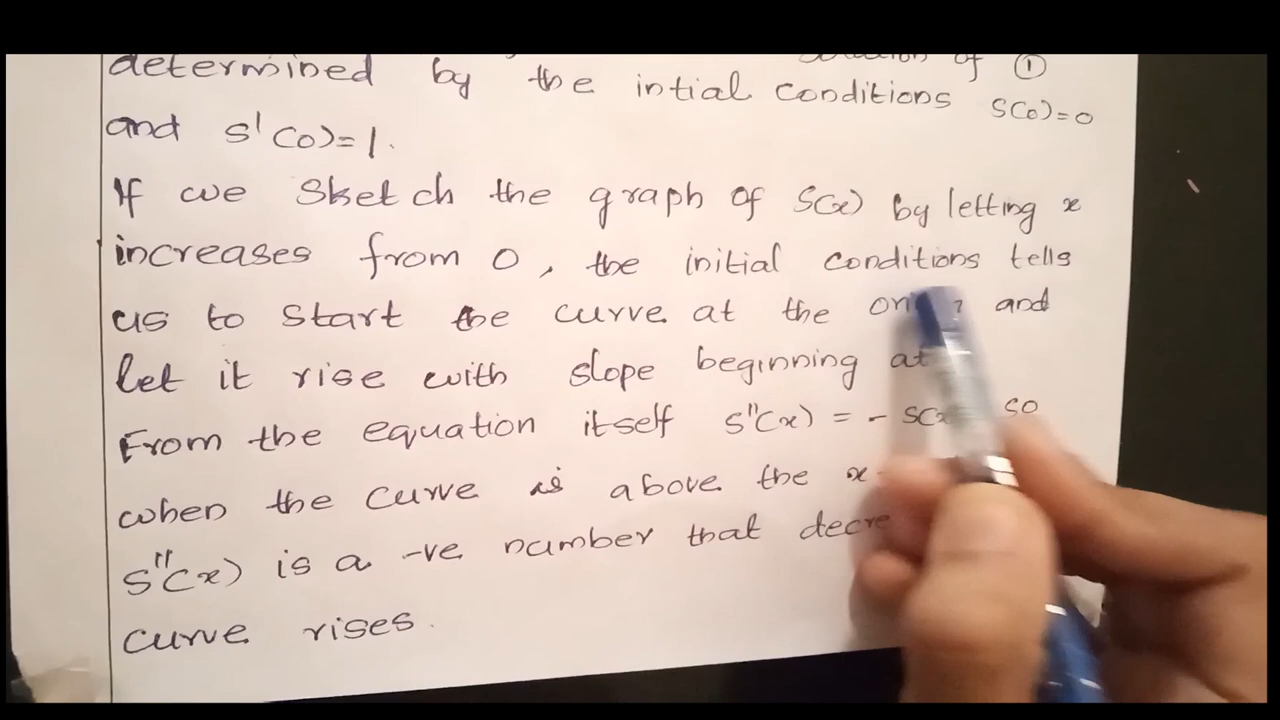 of ①
determined by the intial conditions s(0)=0
and s'(0)=1.
If we sketch the graph of s(x) by letting x
increases from 0, the initial conditions tells
us to start the curve at the and
let it rise with slope beginning at
From the equation itself s''(x) = - s(x so
when the curve is above the x
s''(x) is a -ve number that decre
curve rises.